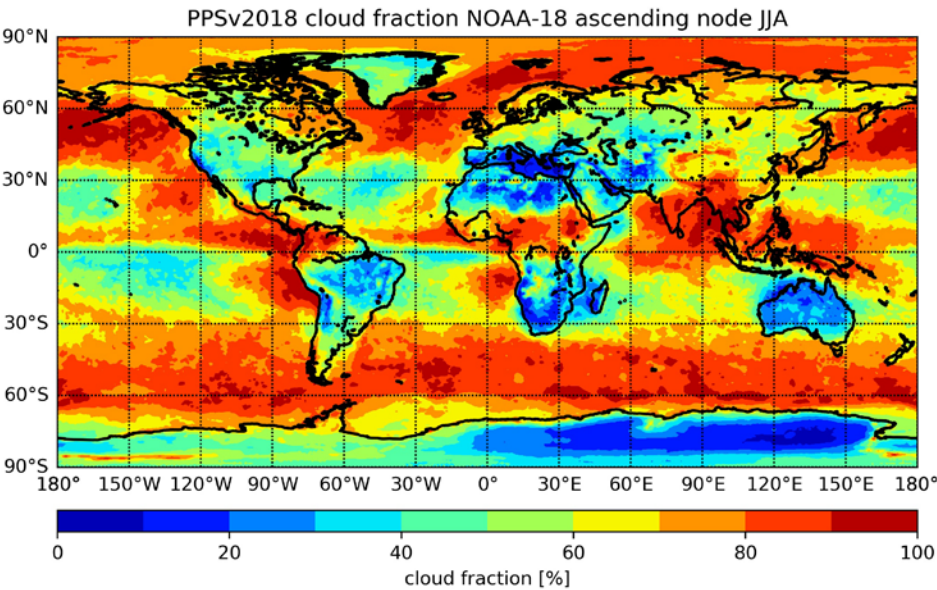 PPSv2018 cloud fraction NOAA-18 ascending node JJA
90°N
60°N
30°N
0°
30°S
60°S
90°S
180° 150°W 120°W 90°W 60°W 30°W 0° 30°E 60°E 90°E 120°E 150°E 180°
0 20 40 60 80 100
cloud fraction [%]